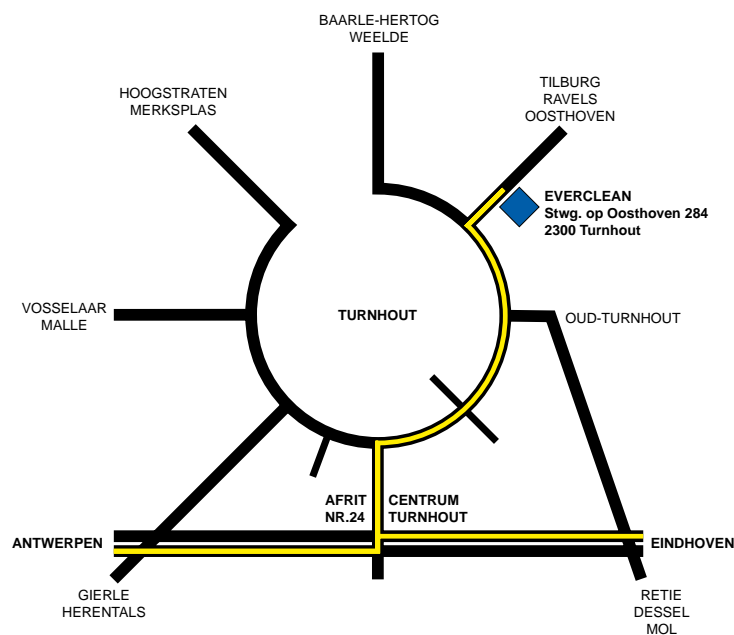 BAARLE-HERTOG
WEELDE
TILBURG
RAVELS
OOSTHOVEN
HOOGSTRATEN
MERKSPLAS
EVERCLEAN
Stwg. op Oosthoven 284
2300 Turnhout
VOSSELAAR
MALLE
TURNHOUT
OUD-TURNHOUT
AFRIT
NR.24
CENTRUM
TURNHOUT
ANTWERPEN
EINDHOVEN
GIERLE
HERENTALS
RETIE
DESSEL
MOL